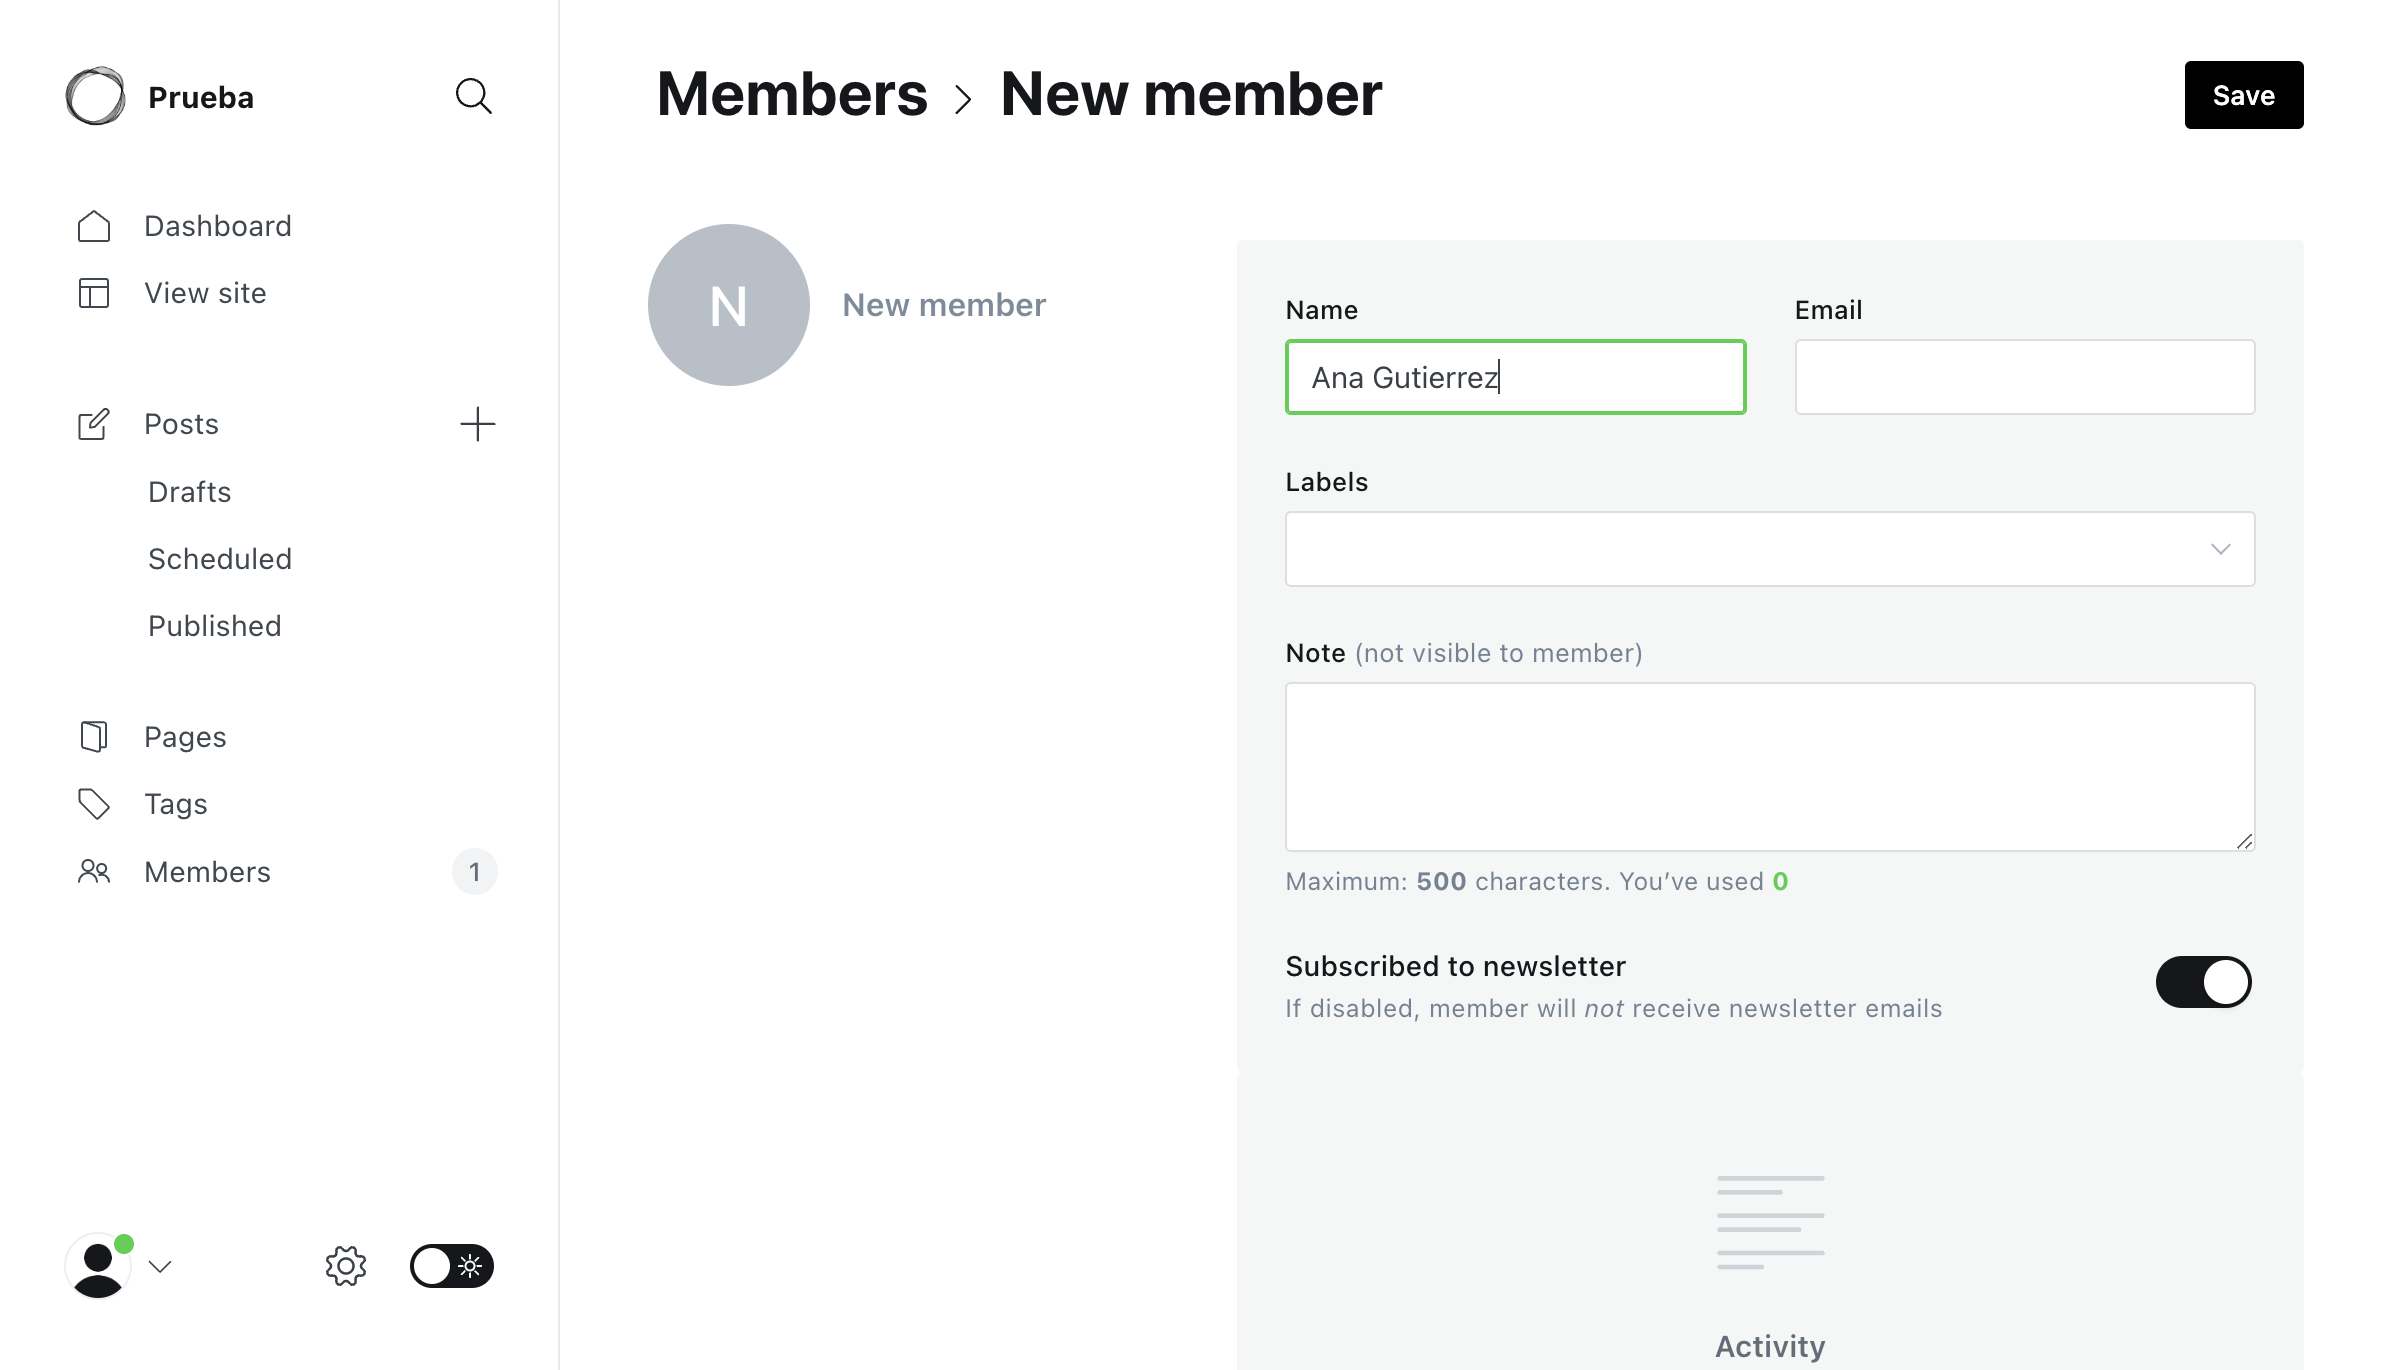 Prueba
Dashboard
View site
Posts
Drafts
Scheduled
Published
Pages
Tags
Members 1
Members > New member
Save
N
New member
Name
Ana Gutierrez
Email
Labels
Note (not visible to member)
Maximum: 500 characters. You’ve used 0
Subscribed to newsletter
If disabled, member will not receive newsletter emails
Activity